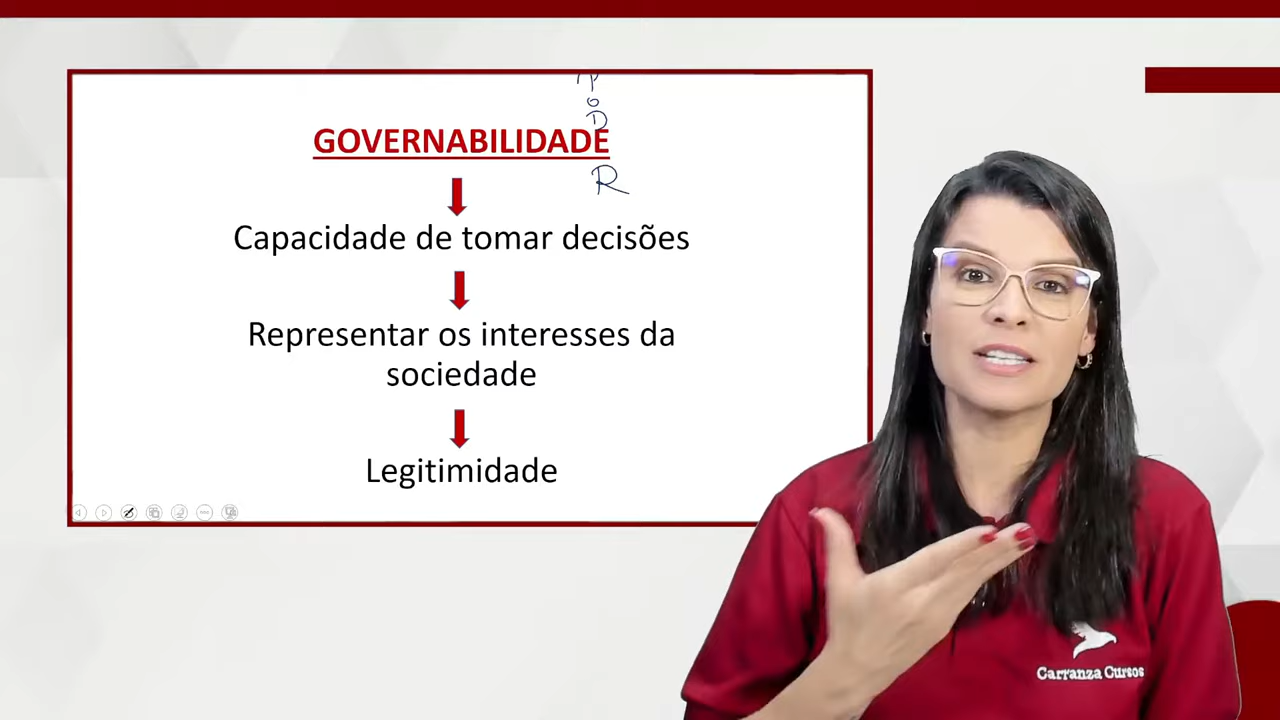 P
O
D
GOVERNABILIDADE
R
Capacidade de tomar decisões
Representar os interesses da
sociedade
Legitimidade
Carranza Cursos